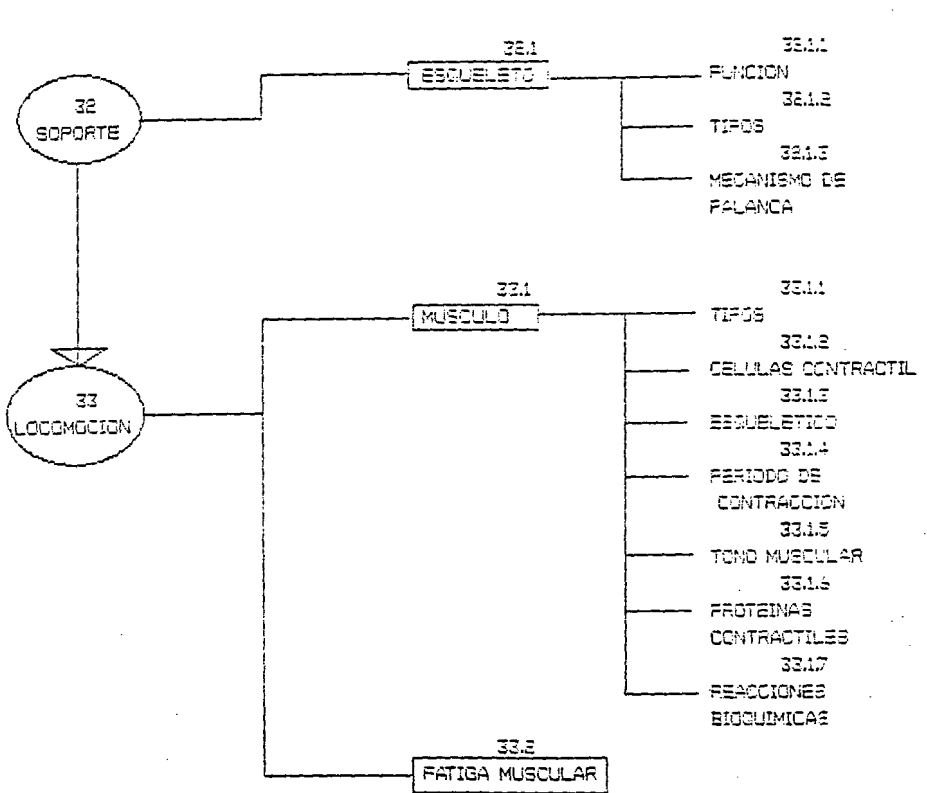 32
SOPORTE
32.1
ESQUELETO
32.1.1
FUNCION
32.1.2
TIPOS
32.1.3
MECANISMO DE
PALANCA
33
LOCOMOCION
33.1
MUSCULO
33.1.1
TIPOS
33.1.2
CELULAS CONTRACTIL
33.1.3
ESQUELETICO
33.1.4
PERIODO DE
CONTRACCION
33.1.5
TONO MUSCULAR
33.1.6
PROTEINAS
CONTRACTILES
33.1.7
REACCIONES
BIOQUIMICAS
33.2
FATIGA MUSCULAR